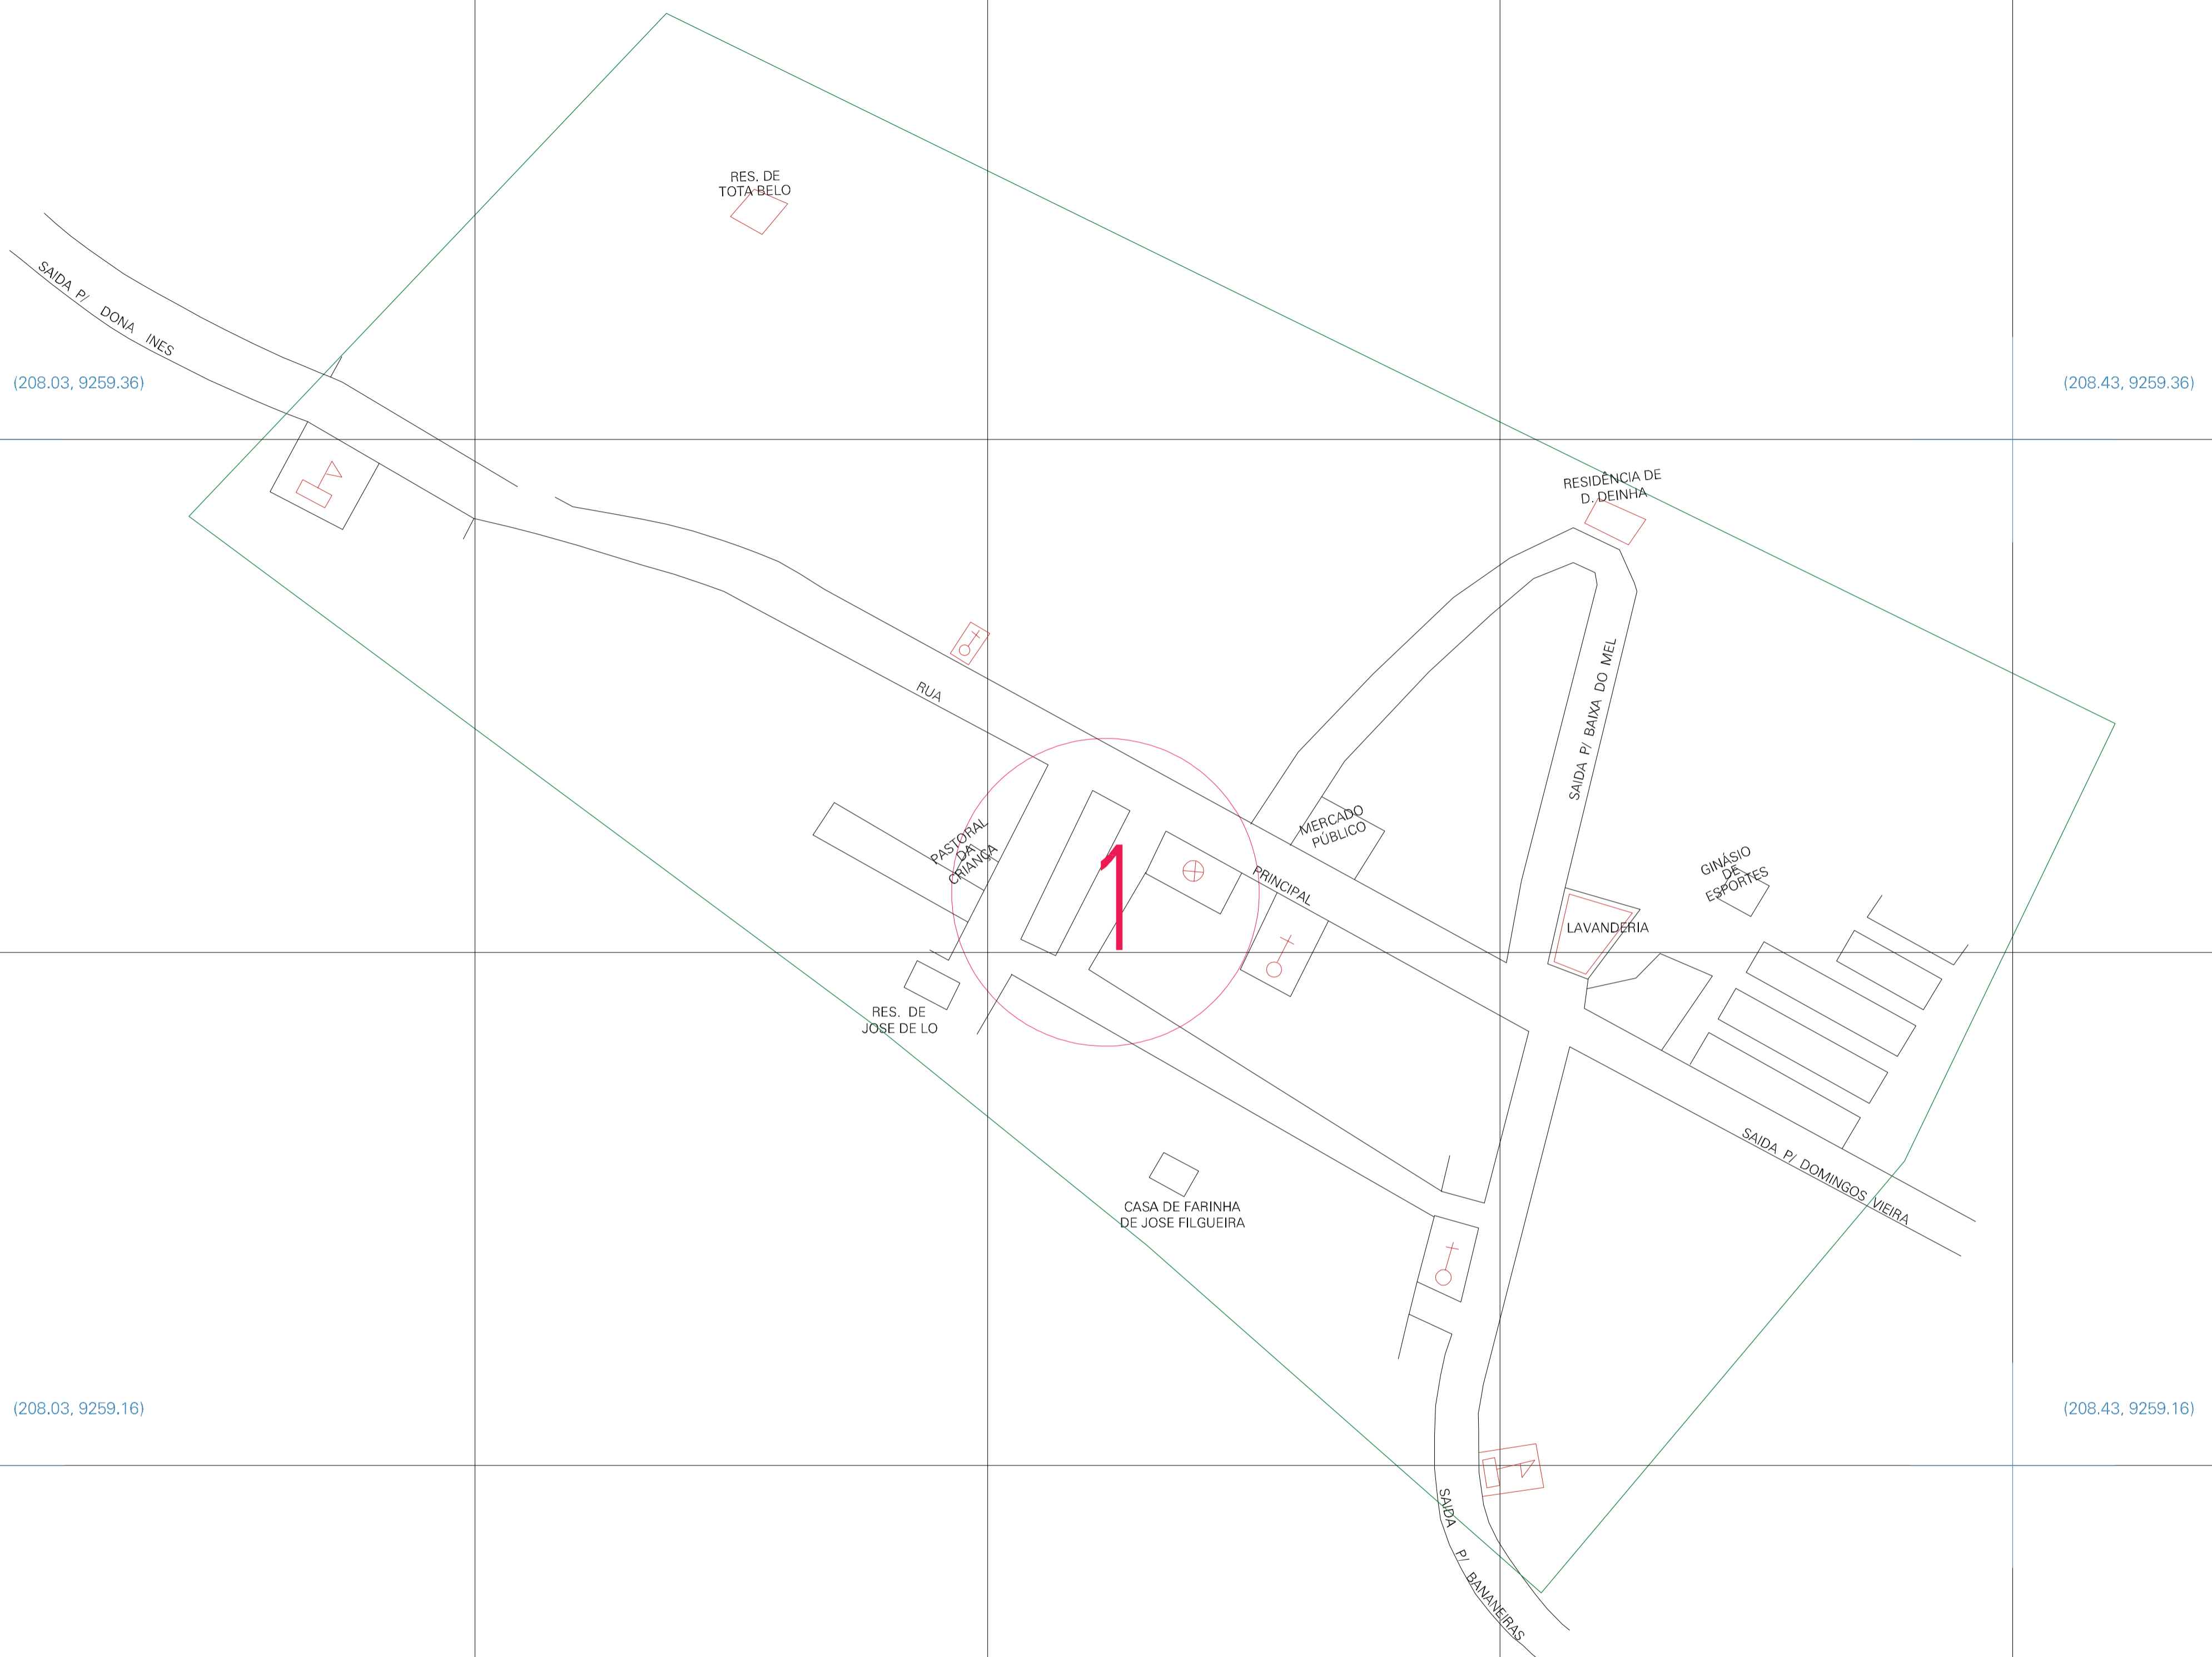 RES. DE
TOTA BELO
SAIDA P/ DONA INES
(208.03, 9259.36)
(208.43, 9259.36)
RESIDÊNCIA DE
D. DEINHA
RUA
SAIDA P/ BAIXA DO MEL
MERCADO
PÚBLICO
PASTORAL
DA
CRIANÇA
1
PRINCIPAL
GINÁSIO
DE
ESPORTES
LAVANDERIA
RES. DE
JOSE DE LO
SAIDA P/ DOMINGOS VIEIRA
CASA DE FARINHA
DE JOSE FILGUEIRA
(208.03, 9259.16)
(208.43, 9259.16)
SAIDA P/ BANANEIRAS